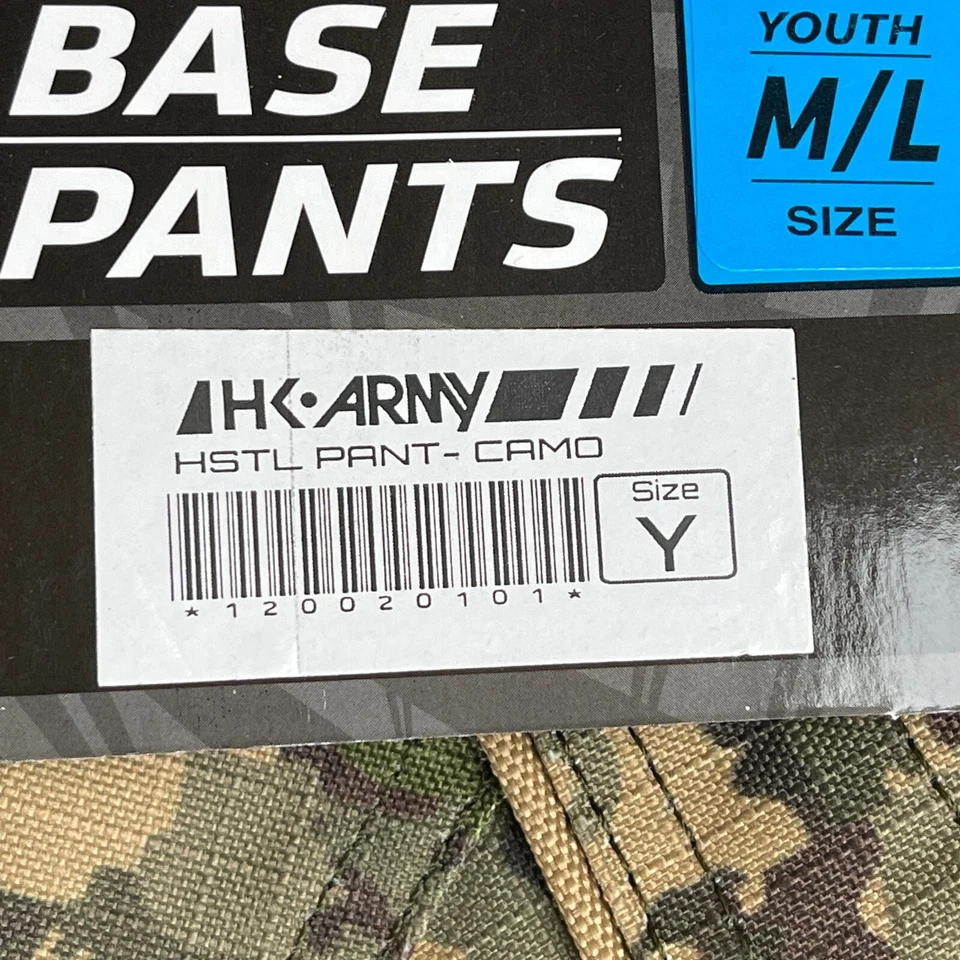 BASE
PANTS
YOUTH
M/L
SIZE
HK•ARMY
HSTL PANT- CAMO
Size
Y
*120020101*